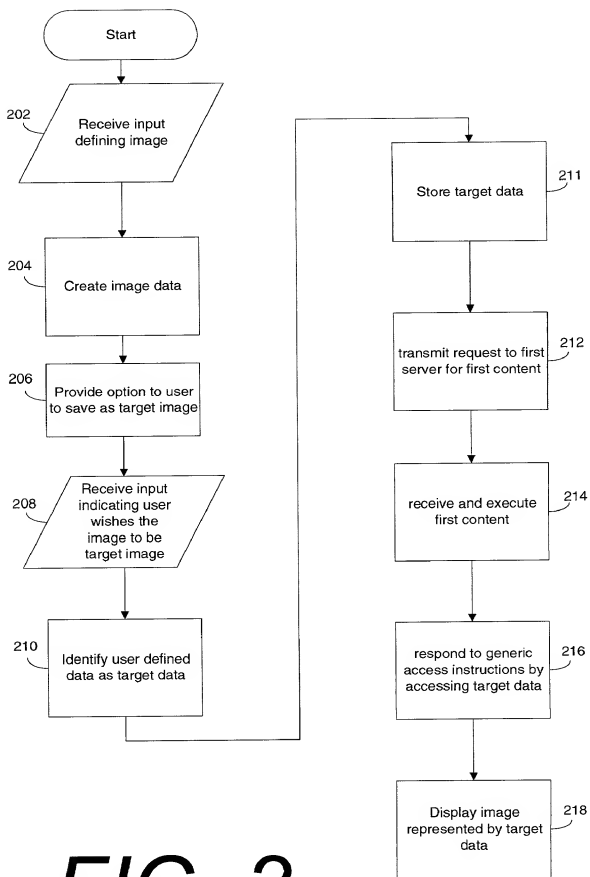 Start
202
Receive input
defining image
204
Create image data
206
Provide option to user
to save as target image
208
Receive input
indicating user
wishes the
image to be
target image
210
Identify user defined
data as target data
211
Store target data
212
transmit request to first
server for first content
214
receive and execute
first content
216
respond to generic
access instructions by
accessing target data
218
Display image
represented by target
data